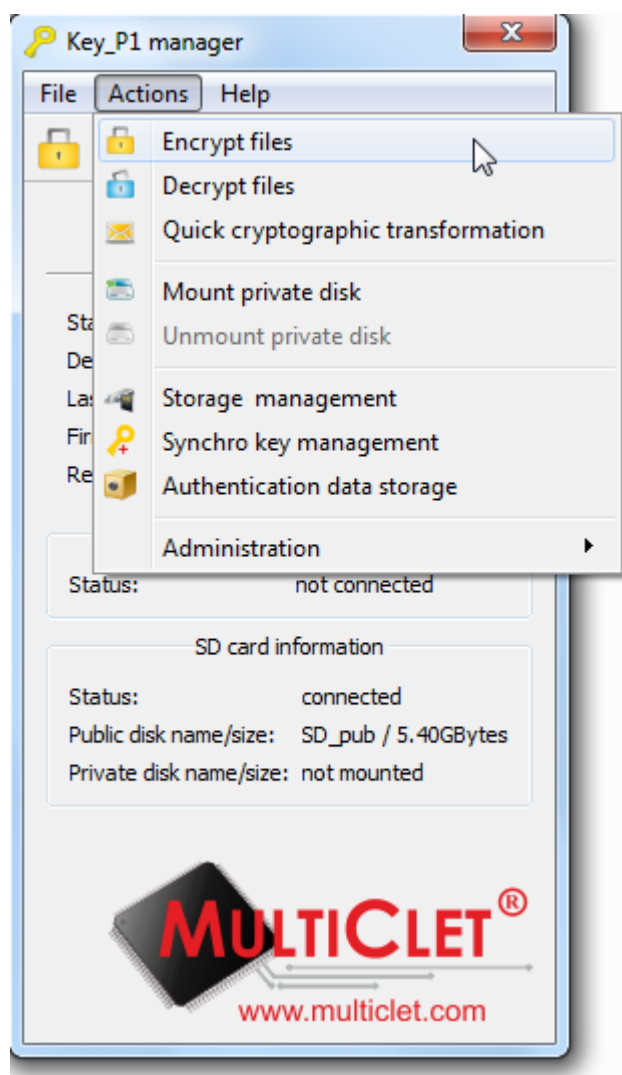 Key_P1 manager
File Actions Help
Encrypt files
Decrypt files
Quick cryptographic transformation
Mount private disk
Unmount private disk
Storage management
Synchro key management
Authentication data storage
Administration
Status: not connected
SD card information
Status: connected
Public disk name/size: SD_pub / 5.40GBytes
Private disk name/size: not mounted
MULTICLET®
www.multiclet.com